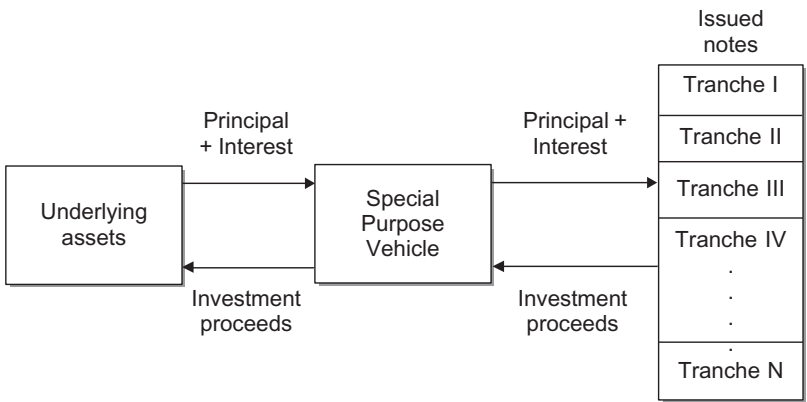 Issued
notes
Tranche I
Principal
+ Interest
Principal +
Interest
Tranche II
Underlying
assets
Special
Purpose
Vehicle
Tranche III
Tranche IV
.
.
.
.
Investment
proceeds
Investment
proceeds
Tranche N